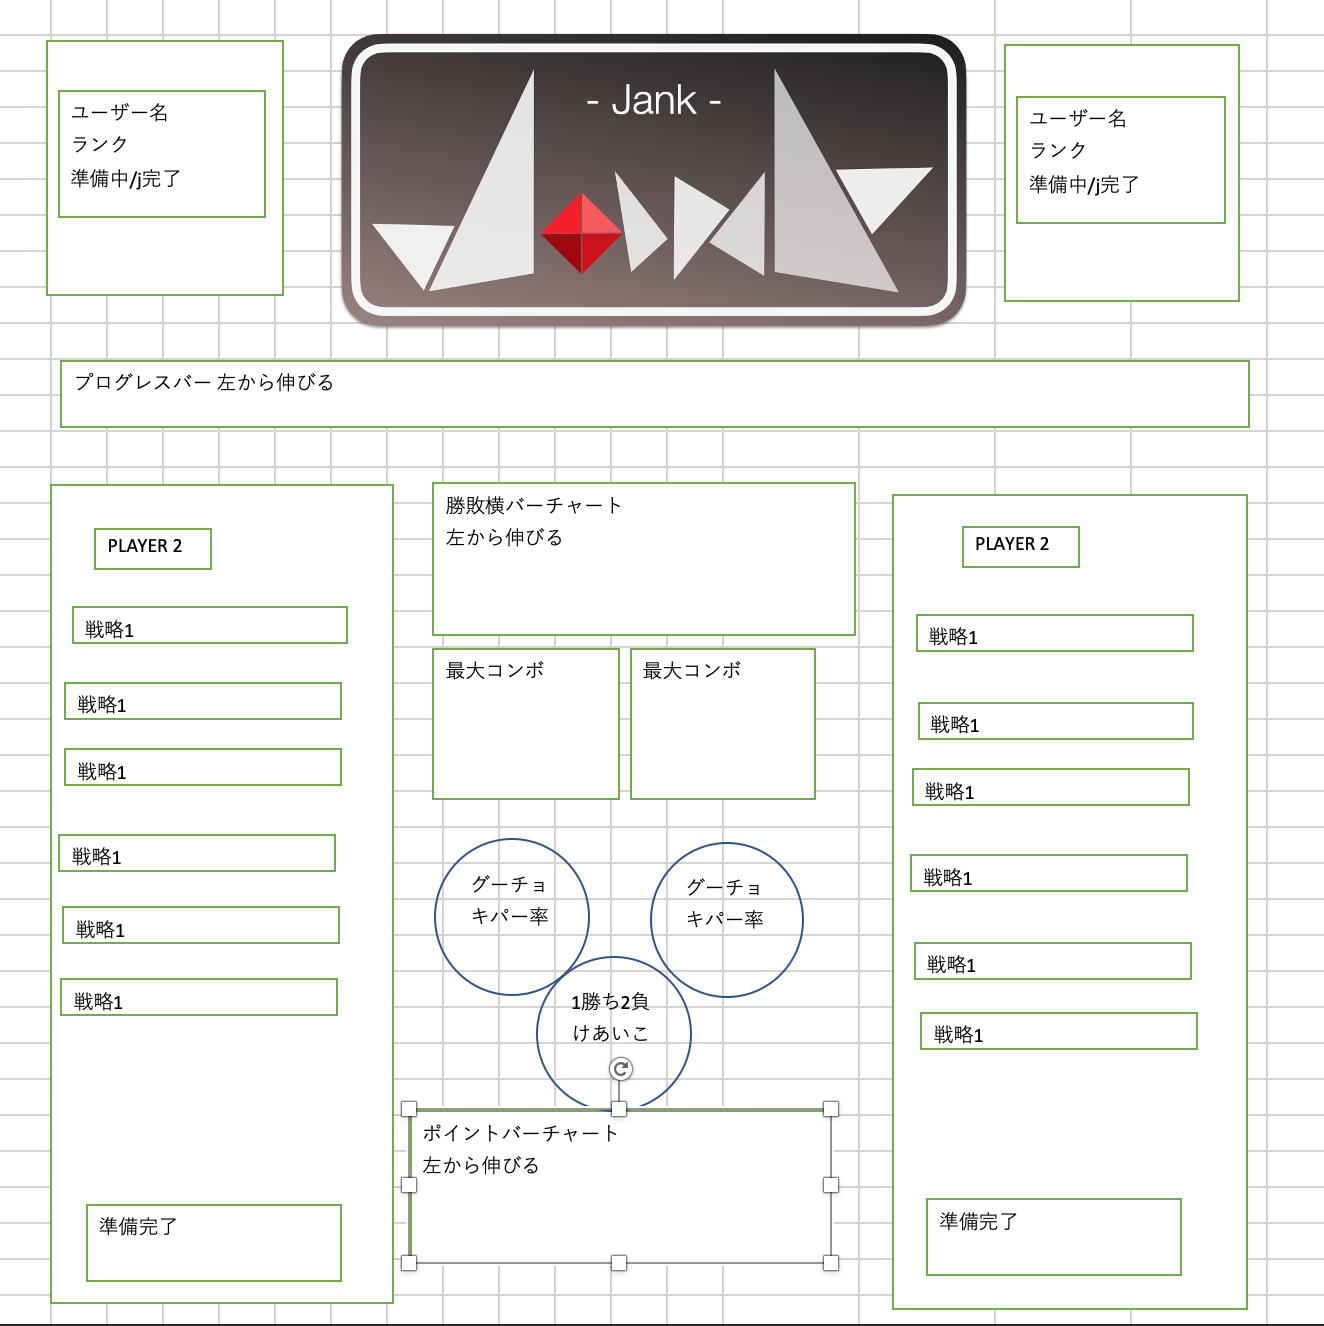 - Jank -
ユーザー名
ランク
準備中/j完了
ユーザー名
ランク
準備中/j完了
プログレスバー 左から伸びる
PLAYER 2
戦略1
戦略1
戦略1
戦略1
戦略1
戦略1
準備完了
勝敗横バーチャート
左から伸びる
最大コンボ
最大コンボ
グーチョ
キパー率
グーチョ
キパー率
1勝ち2負
けあいこ
ポイントバーチャート
左から伸びる
PLAYER 2
戦略1
戦略1
戦略1
戦略1
戦略1
戦略1
準備完了